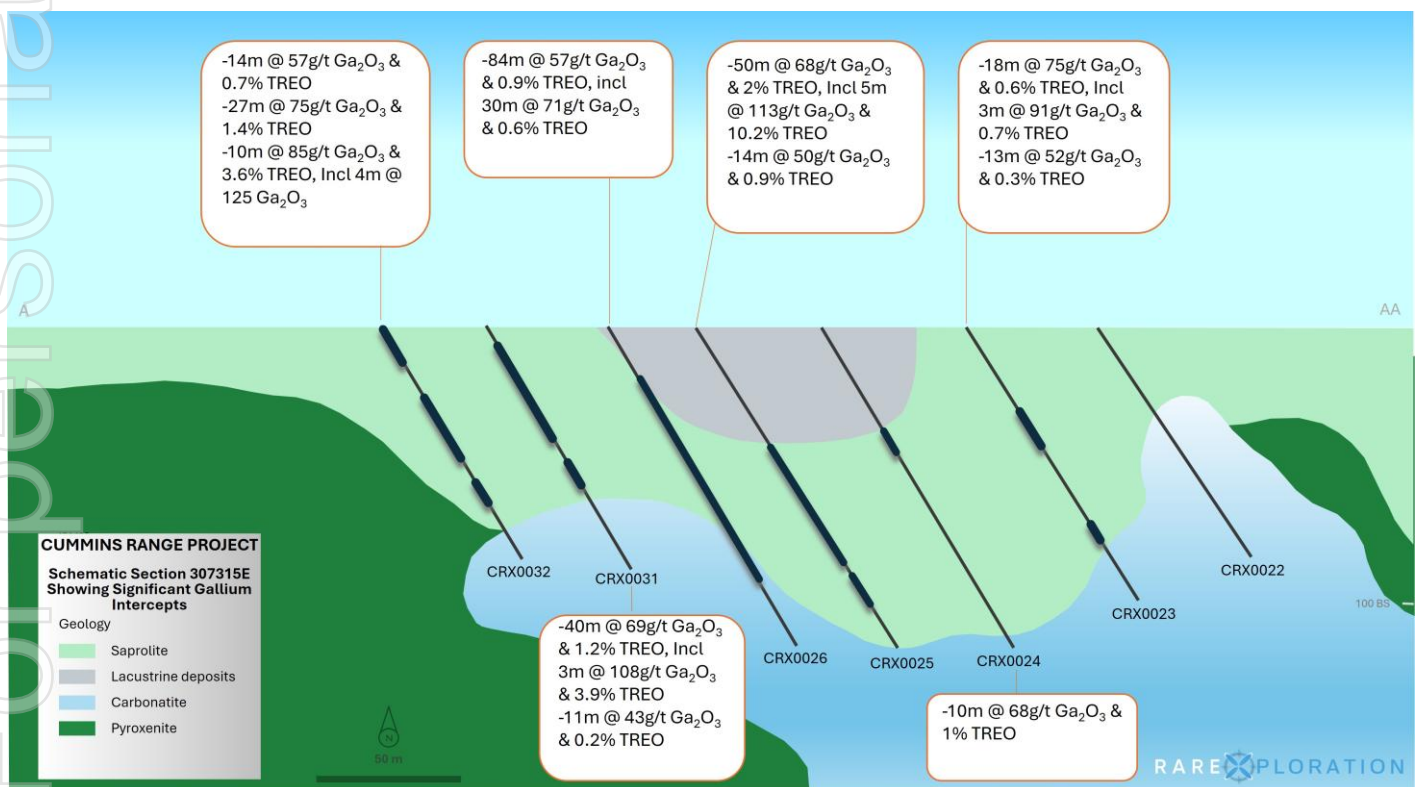 For personal
-14m @ 57g/t Ga₂O₃ &
0.7% TREO
-27m @ 75g/t Ga₂O₃ &
1.4% TREO
-10m @ 85g/t Ga₂O₃ &
3.6% TREO, Incl 4m @
125 Ga₂O₃
-84m @ 57g/t Ga₂O₃
& 0.9% TREO, incl
30m @ 71g/t Ga₂O₃
& 0.6% TREO
-50m @ 68g/t Ga₂O₃
& 2% TREO, Incl 5m
@ 113g/t Ga₂O₃ &
10.2% TREO
-14m @ 50g/t Ga₂O₃
& 0.9% TREO
-18m @ 75g/t Ga₂O₃
& 0.6% TREO, Incl
3m @ 91g/t Ga₂O₃ &
0.7% TREO
-13m @ 52g/t Ga₂O₃
& 0.3% TREO
A
AA
CRX0032
CRX0031
CRX0026
CRX0025
CRX0024
CRX0023
CRX0022
100 BS
CUMMINS RANGE PROJECT
Schematic Section 307315E
Showing Significant Gallium
Intercepts
Geology
Saprolite
Lacustrine deposits
Carbonatite
Pyroxenite
N
50 m
-40m @ 69g/t Ga₂O₃
& 1.2% TREO, Incl
3m @ 108g/t Ga₂O₃
& 3.9% TREO
-11m @ 43g/t Ga₂O₃
& 0.2% TREO
-10m @ 68g/t Ga₂O₃ &
1% TREO
RAREXPLORATION